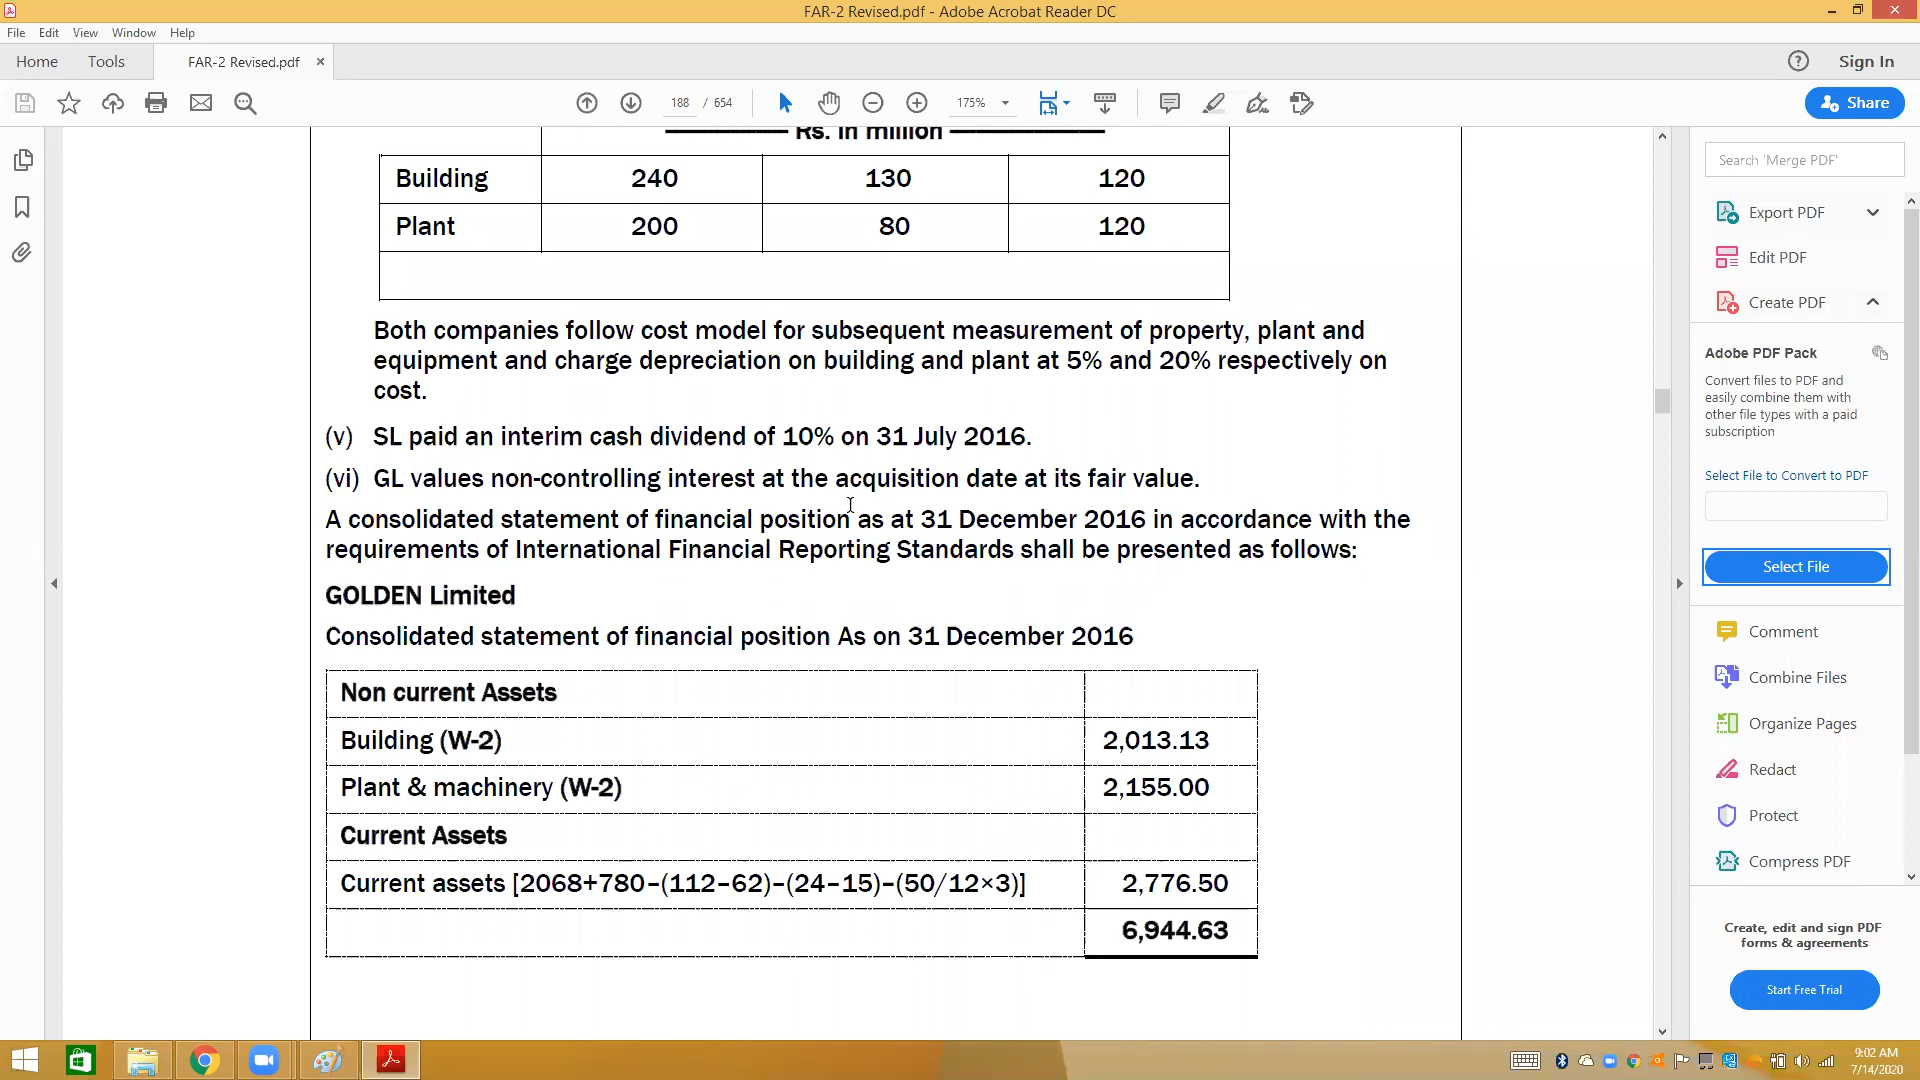 FAR-2 Revised.pdf - Adobe Acrobat Reader DC
File Edit View Window Help
Home Tools FAR-2 Revised.pdf × Sign In
188 / 654 175% Share
Rs. in million
Building 240 130 120
Plant 200 80 120
Both companies follow cost model for subsequent measurement of property, plant and
equipment and charge depreciation on building and plant at 5% and 20% respectively on
cost.
(v) SL paid an interim cash dividend of 10% on 31 July 2016.
(vi) GL values non-controlling interest at the acquisition date at its fair value.
A consolidated statement of financial position as at 31 December 2016 in accordance with the
requirements of International Financial Reporting Standards shall be presented as follows:
GOLDEN Limited
Consolidated statement of financial position As on 31 December 2016
Non current Assets
Building (W-2) 2,013.13
Plant & machinery (W-2) 2,155.00
Current Assets
Current assets [2068+780–(112–62)–(24–15)–(50/12×3)] 2,776.50
6,944.63
Search 'Merge PDF'
Export PDF
Edit PDF
Create PDF
Adobe PDF Pack
Convert files to PDF and
easily combine them with
other file types with a paid
subscription
Select File to Convert to PDF
Select File
Comment
Combine Files
Organize Pages
Redact
Protect
Compress PDF
Create, edit and sign PDF
forms & agreements
Start Free Trial
9:02 AM
7/14/2020